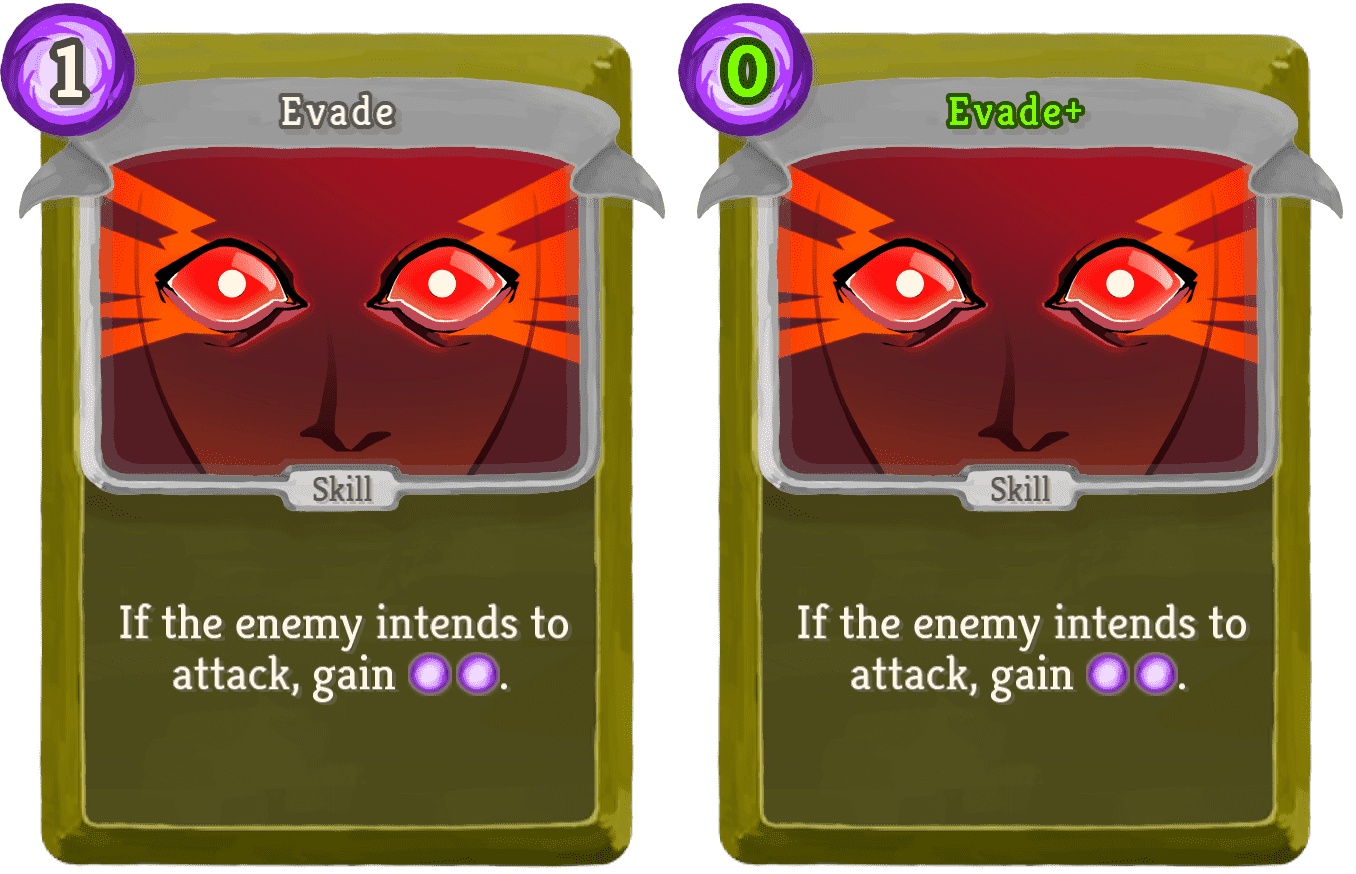 1
Evade
Skill
If the enemy intends to
attack, gain .
0
Evade+
Skill
If the enemy intends to
attack, gain .